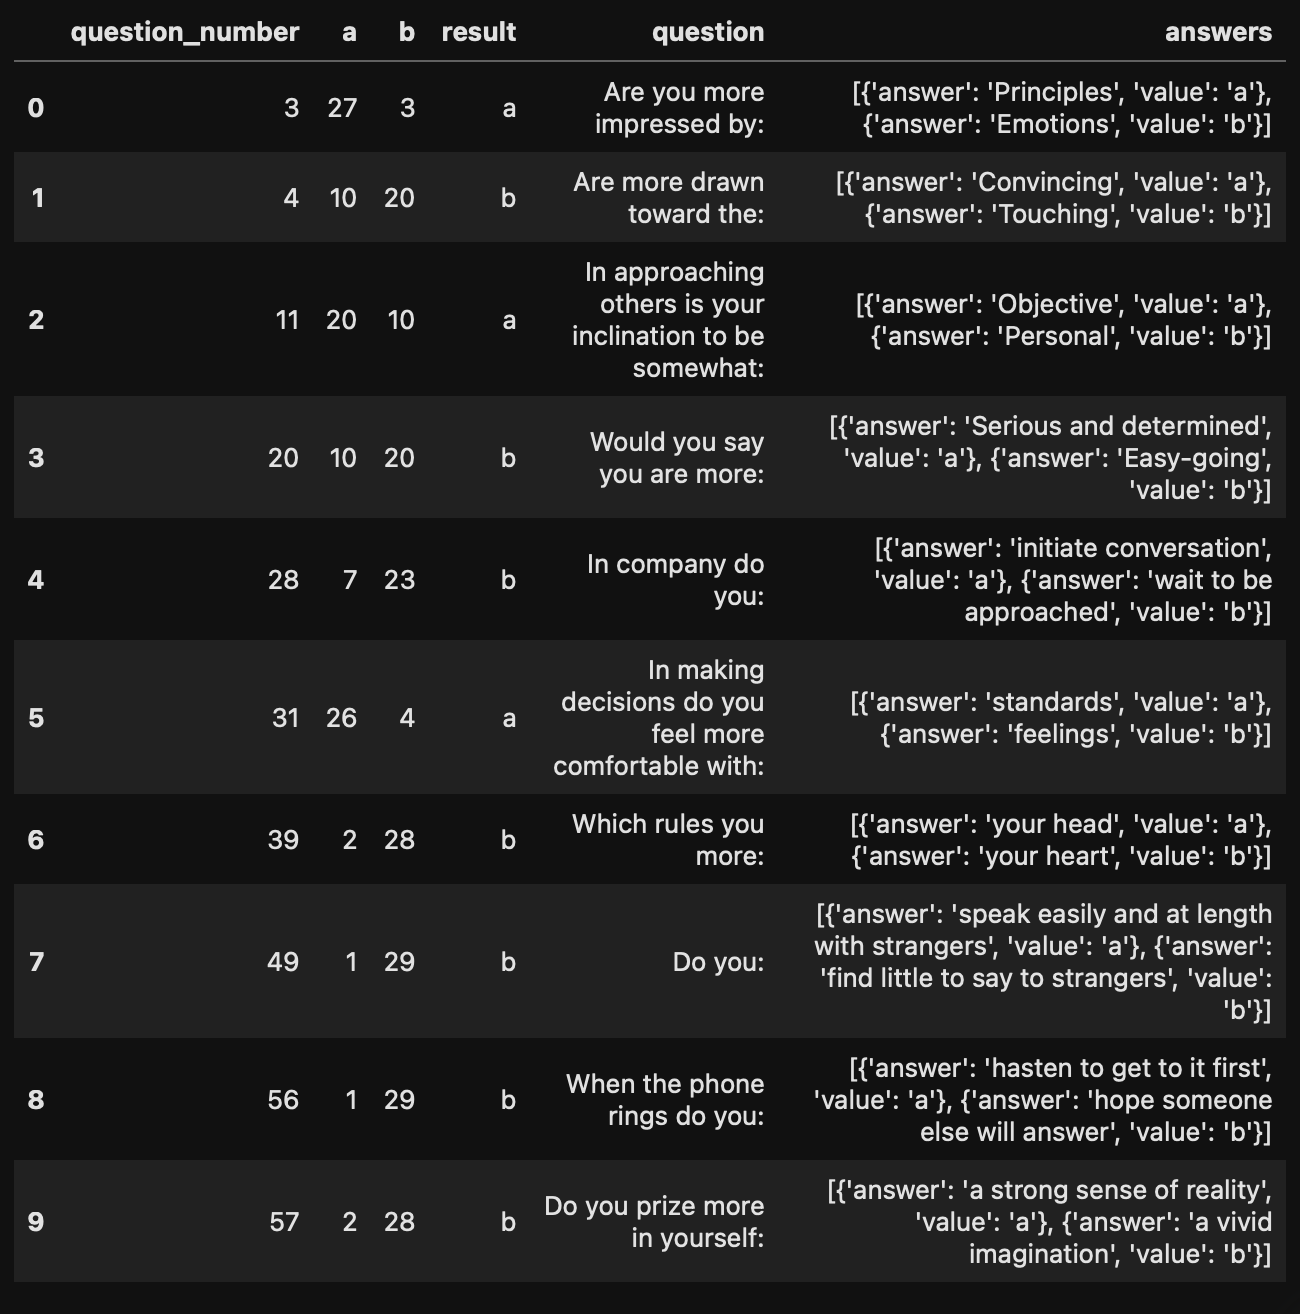 question_number a b result question answers
0 3 27 3 a Are you more impressed by: [{'answer': 'Principles', 'value': 'a'}, {'answer': 'Emotions', 'value': 'b'}]
1 4 10 20 b Are more drawn toward the: [{'answer': 'Convincing', 'value': 'a'}, {'answer': 'Touching', 'value': 'b'}]
2 11 20 10 a In approaching others is your inclination to be somewhat: [{'answer': 'Objective', 'value': 'a'}, {'answer': 'Personal', 'value': 'b'}]
3 20 10 20 b Would you say you are more: [{'answer': 'Serious and determined', 'value': 'a'}, {'answer': 'Easy-going', 'value': 'b'}]
4 28 7 23 b In company do you: [{'answer': 'initiate conversation', 'value': 'a'}, {'answer': 'wait to be approached', 'value': 'b'}]
5 31 26 4 a In making decisions do you feel more comfortable with: [{'answer': 'standards', 'value': 'a'}, {'answer': 'feelings', 'value': 'b'}]
6 39 2 28 b Which rules you more: [{'answer': 'your head', 'value': 'a'}, {'answer': 'your heart', 'value': 'b'}]
7 49 1 29 b Do you: [{'answer': 'speak easily and at length with strangers', 'value': 'a'}, {'answer': 'find little to say to strangers', 'value': 'b'}]
8 56 1 29 b When the phone rings do you: [{'answer': 'hasten to get to it first', 'value': 'a'}, {'answer': 'hope someone else will answer', 'value': 'b'}]
9 57 2 28 b Do you prize more in yourself: [{'answer': 'a strong sense of reality', 'value': 'a'}, {'answer': 'a vivid imagination', 'value': 'b'}]